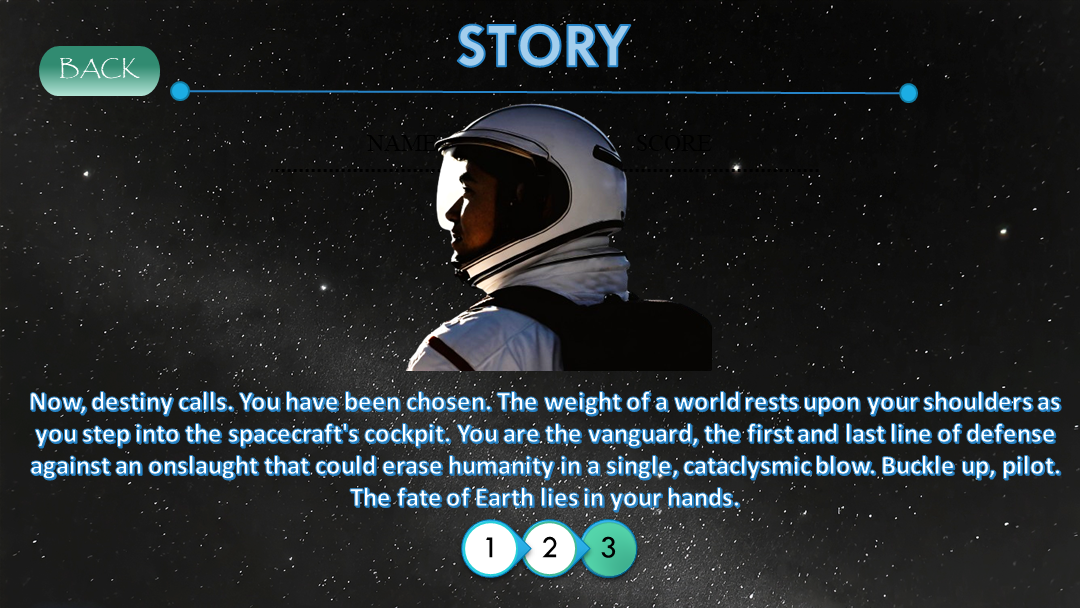 STORY
BACK
NAME SCORE
Now, destiny calls. You have been chosen. The weight of a world rests upon your shoulders as
you step into the spacecraft's cockpit. You are the vanguard, the first and last line of defense
against an onslaught that could erase humanity in a single, cataclysmic blow. Buckle up, pilot.
The fate of Earth lies in your hands.
1 2 3